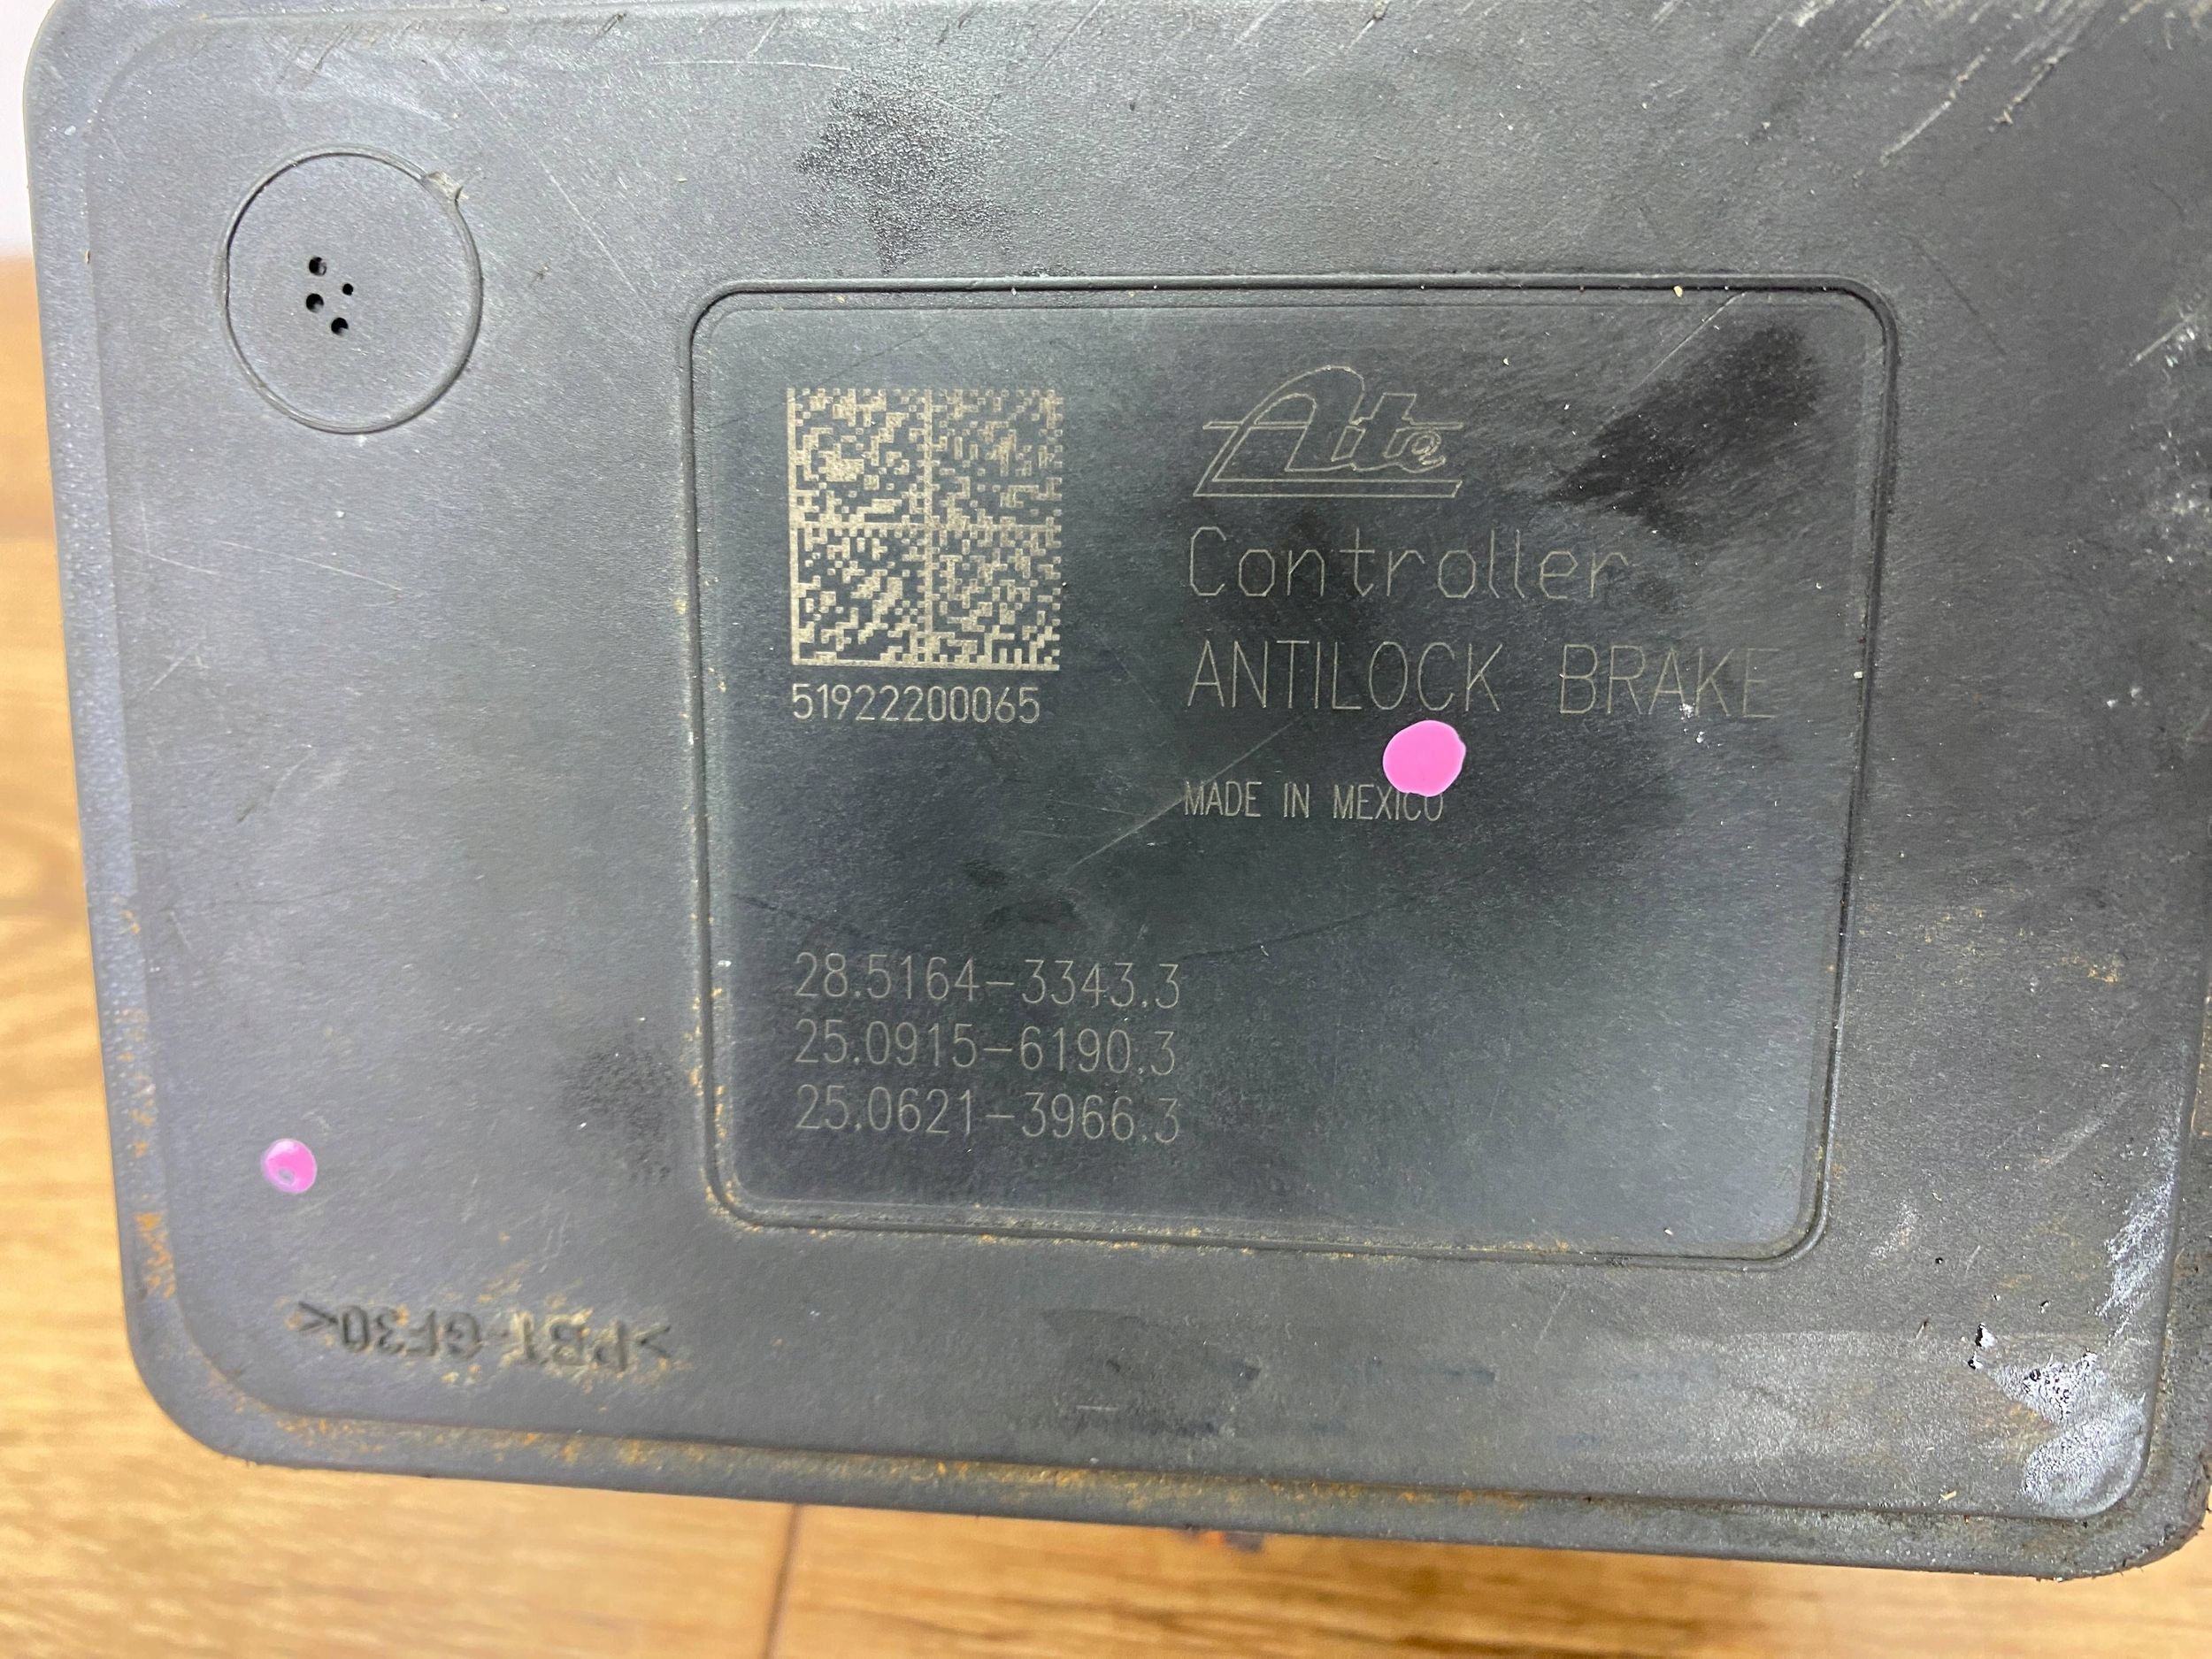 Ate
Controller
ANTILOCK BRAKE
51922200065
MADE IN MEXICO
28.5164-3343.3
25.0915-6190.3
25.0621-3966.3
>PBT-GF30<